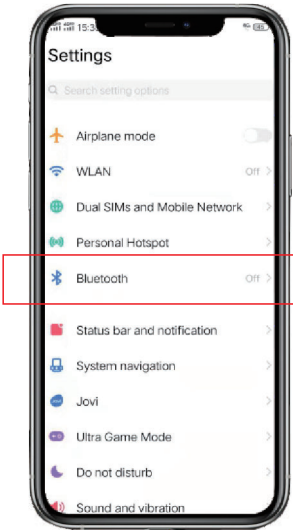 15:3
Settings
Search setting options
Airplane mode
WLAN Off
Dual SIMs and Mobile Network
Personal Hotspot
Bluetooth Off
Status bar and notification
System navigation
Jovi
Ultra Game Mode
Do not disturb
Sound and vibration